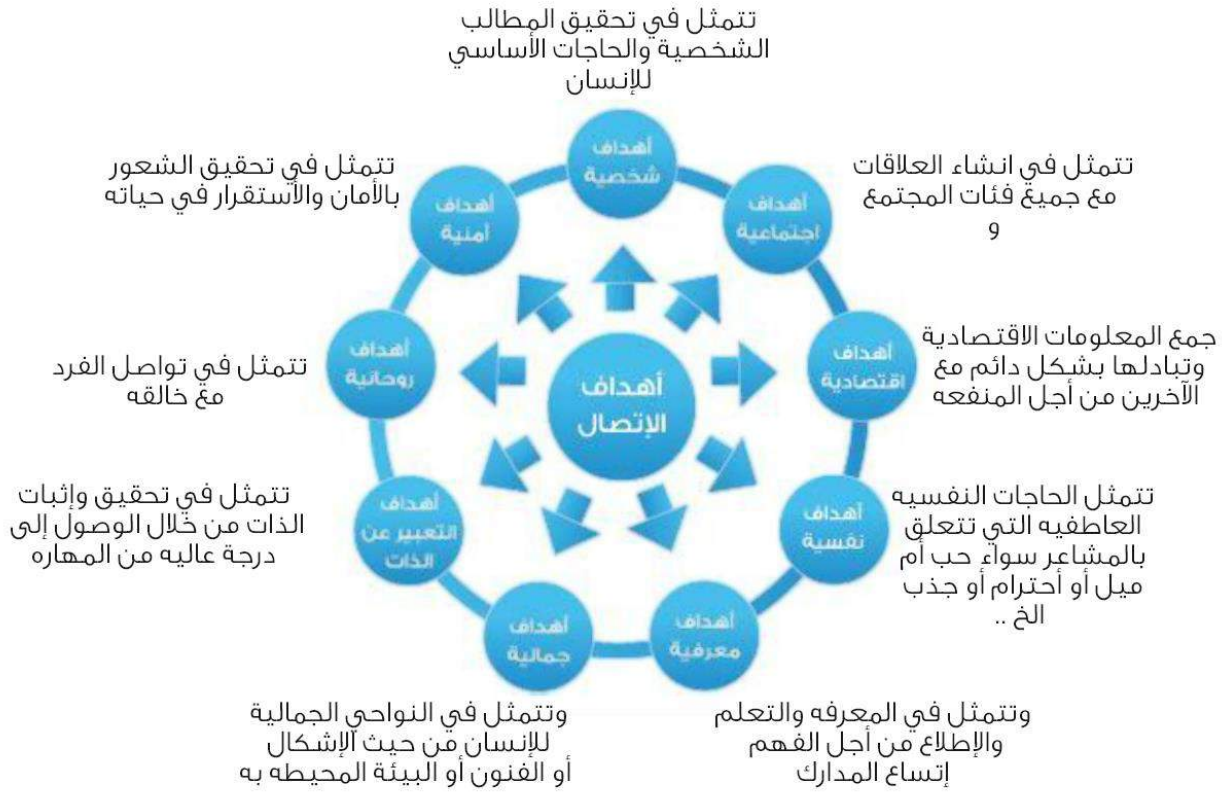 تتمثل في تحقيق المطالب
الشخصية والحاجات الأساسي
للإنسان
أهداف
شخصية
تتمثل في انشاء العلاقات
مع جميع فئات المجتمع
و
أهداف
اجتماعية
جمع المعلومات الاقتصادية
وتبادلها بشكل دائم مع
الآخرين من أجل المنفعه
أهداف
اقتصادية
تتمثل الحاجات النفسيه
العاطفيه التي تتعلق
بالمشاعر سواء حب أم
ميل أو أحترام أو جذب
الخ ..
أهداف
نفسية
وتتمثل في المعرفه والتعلم
والإطلاع من أجل الفهم
إتساع المدارك
أهداف
معرفية
وتتمثل في النواحي الجمالية
للإنسان من حيث الإشكال
أو الفنون أو البيئة المحيطه به
أهداف
جمالية
تتمثل في تحقيق وإثبات
الذات من خلال الوصول إلى
درجة عاليه من المهاره
أهداف
التعبير عن
الذات
تتمثل في تواصل الفرد
مع خالقه
أهداف
روحانية
تتمثل في تحقيق الشعور
بالأمان والأستقرار في حياته
أهداف
أمنية
أهداف
الإتصال